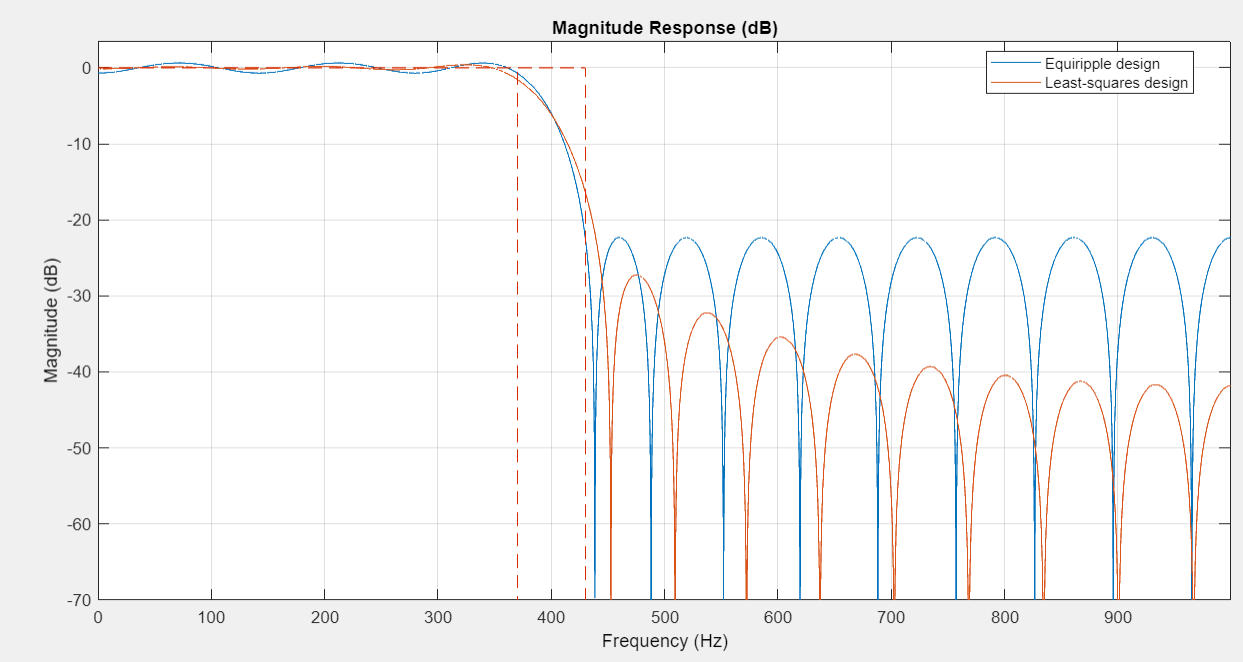 Magnitude Response (dB)
Equiripple design
Least-squares design
0
-10
-20
-30
-40
-50
-60
-70
Magnitude (dB)
0 100 200 300 400 500 600 700 800 900
Frequency (Hz)